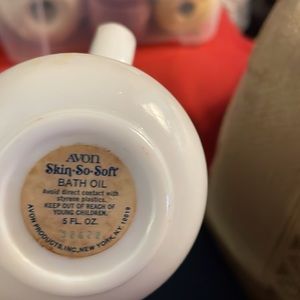 AVON
Skin-So-Soft
BATH OIL
Avoid direct contact with
styrene plastics.
KEEP OUT OF REACH OF
YOUNG CHILDREN.
5 FL. OZ.
AVON PRODUCTS, INC., NEW YORK, N.Y. 10019